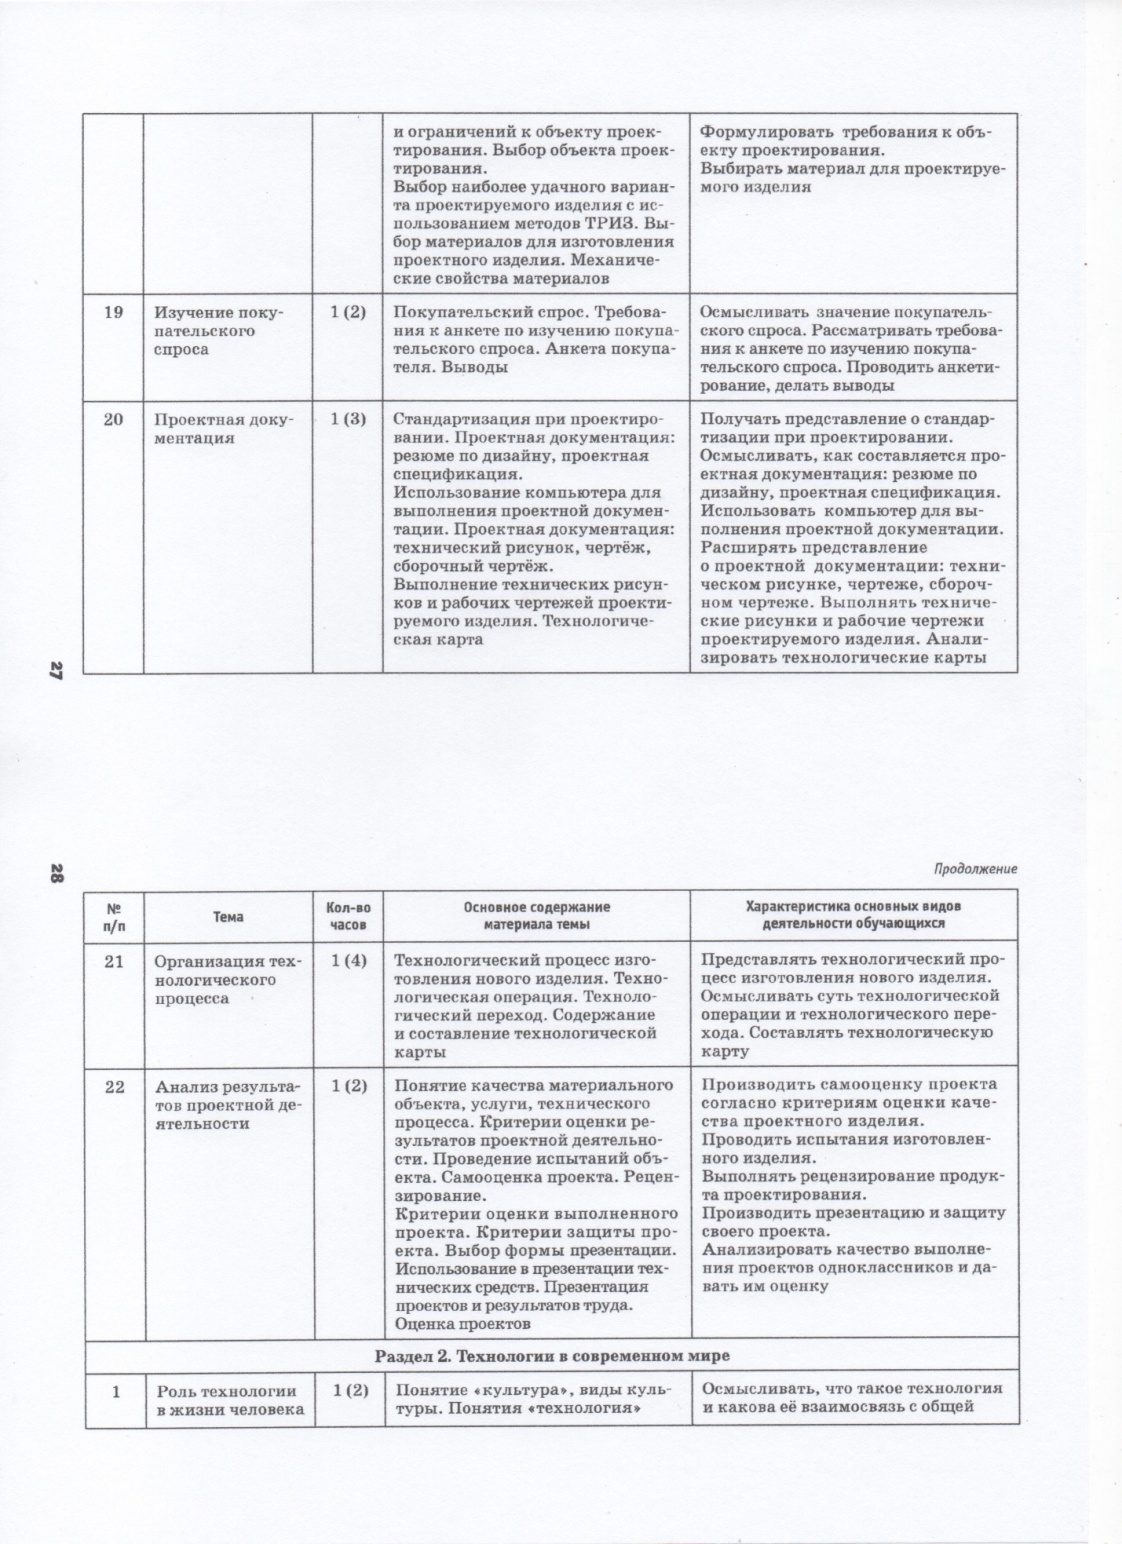 и ограничений к объекту проек-
тирования. Выбор объекта проек-
тирования.
Выбор наиболее удачного вариан-
та проектируемого изделия с ис-
пользованием методов ТРИЗ. Вы-
бор материалов для изготовления
проектного изделия. Механиче-
ские свойства материалов
Формулировать требования к объ-
екту проектирования.
Выбирать материал для проектируе-
мого изделия
19
Изучение поку-
пательского
спроса
1 (2)
Покупательский спрос. Требова-
ния к анкете по изучению покупа-
тельского спроса. Анкета покупа-
теля. Выводы
Осмысливать значение покупатель-
ского спроса. Рассматривать требова-
ния к анкете по изучению покупа-
тельского спроса. Проводить анкети-
рование, делать выводы
20
Проектная доку-
ментация
1 (3)
Стандартизация при проектиро-
вании. Проектная документация:
резюме по дизайну, проектная
спецификация.
Использование компьютера для
выполнения проектной докумен-
тации. Проектная документация:
технический рисунок, чертёж,
сборочный чертёж.
Выполнение технических рисун-
ков и рабочих чертежей проекти-
руемого изделия. Технологиче-
ская карта
Получать представление о стандар-
тизации при проектировании.
Осмысливать, как составляется про-
ектная документация: резюме по
дизайну, проектная спецификация.
Использовать компьютер для вы-
полнения проектной документации.
Расширять представление
о проектной документации: техни-
ческом рисунке, чертеже, сбороч-
ном чертеже. Выполнять техниче-
ские рисунки и рабочие чертежи
проектируемого изделия. Анали-
зировать технологические карты
27
28
Продолжение
№
п/п
Тема
Кол-во
часов
Основное содержание
материала темы
Характеристика основных видов
деятельности обучающихся
21
Организация тех-
нологического
процесса
1 (4)
Технологический процесс изго-
товления нового изделия. Техно-
логическая операция. Техноло-
гический переход. Содержание
и составление технологической
карты
Представлять технологический про-
цесс изготовления нового изделия.
Осмысливать суть технологической
операции и технологического пере-
хода. Составлять технологическую
карту
22
Анализ результа-
тов проектной де-
ятельности
1 (2)
Понятие качества материального
объекта, услуги, технического
процесса. Критерии оценки ре-
зультатов проектной деятельно-
сти. Проведение испытаний объ-
екта. Самооценка проекта. Рецен-
зирование.
Критерии оценки выполненного
проекта. Критерии защиты про-
екта. Выбор формы презентации.
Использование в презентации тех-
нических средств. Презентация
проектов и результатов труда.
Оценка проектов
Производить самооценку проекта
согласно критериям оценки каче-
ства проектного изделия.
Проводить испытания изготовлен-
ного изделия.
Выполнять рецензирование продук-
та проектирования.
Производить презентацию и защиту
своего проекта.
Анализировать качество выполне-
ния проектов одноклассников и да-
вать им оценку
Раздел 2. Технологии в современном мире
1
Роль технологии
в жизни человека
1 (2)
Понятие «культура», виды куль-
туры. Понятия «технология»
Осмысливать, что такое технология
и какова её взаимосвязь с общей